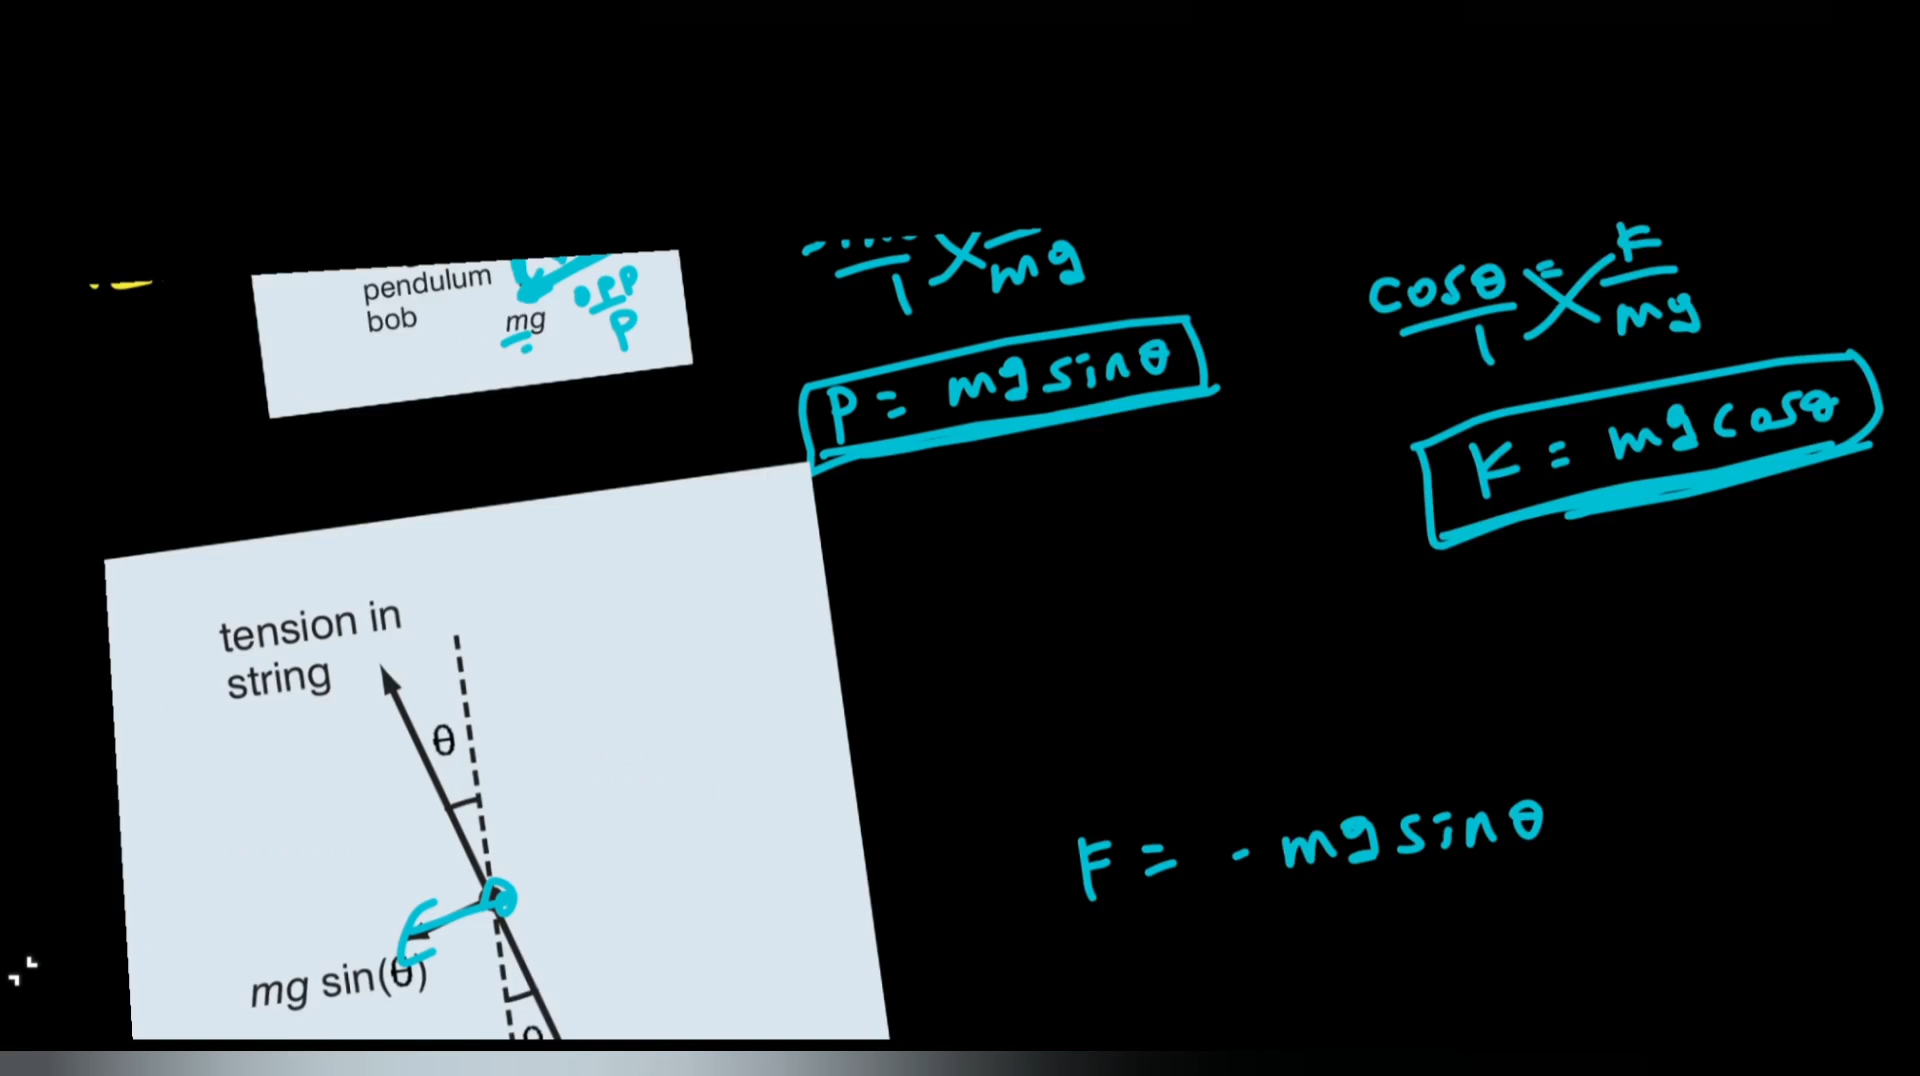 pendulum
bob
mg
opp
P
1 mg
P = mg sinθ
cosθ/1 = K/mg
K = mg cosθ
tension in
string
θ
mg sin(θ)
F = - mg sinθ